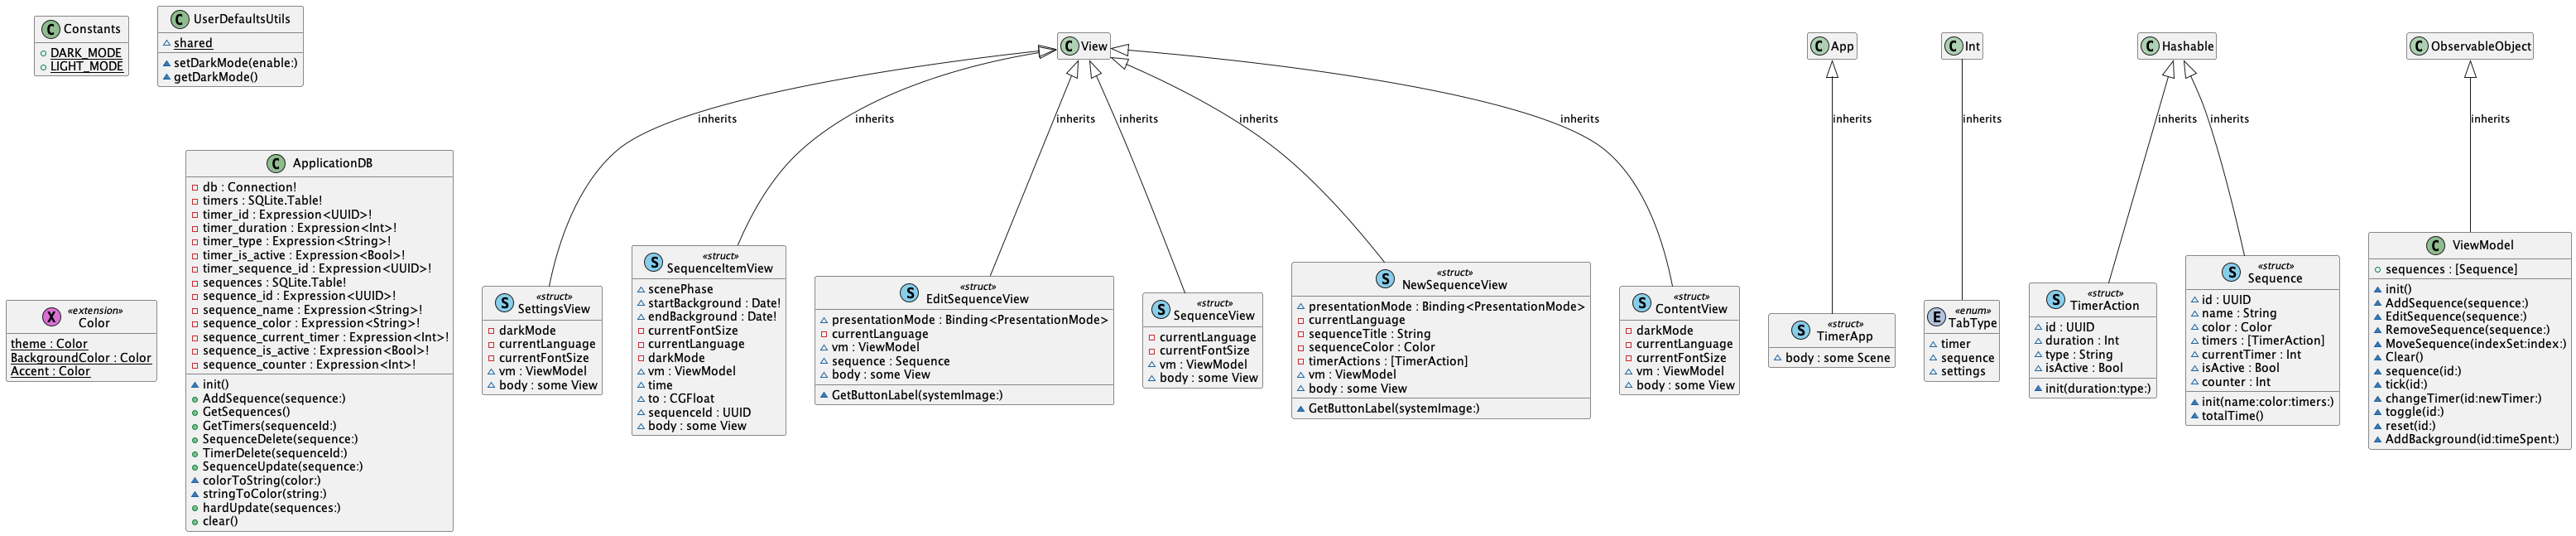 C Constants
DARK_MODE
LIGHT_MODE
C UserDefaultsUtils
shared
setDarkMode(enable:)
getDarkMode()
C View
C App
C Int
C Hashable
C ObservableObject
inherits
inherits
inherits
inherits
inherits
inherits
inherits
inherits
inherits
inherits
inherits
X «extension»
Color
theme : Color
BackgroundColor : Color
Accent : Color
C ApplicationDB
db : Connection!
timers : SQLite.Table!
timer_id : Expression<UUID>!
timer_duration : Expression<Int>!
timer_type : Expression<String>!
timer_is_active : Expression<Bool>!
timer_sequence_id : Expression<UUID>!
sequences : SQLite.Table!
sequence_id : Expression<UUID>!
sequence_name : Expression<String>!
sequence_color : Expression<String>!
sequence_current_timer : Expression<Int>!
sequence_is_active : Expression<Bool>!
sequence_counter : Expression<Int>!
init()
AddSequence(sequence:)
GetSequences()
GetTimers(sequenceId:)
SequenceDelete(sequence:)
TimerDelete(sequenceId:)
SequenceUpdate(sequence:)
colorToString(color:)
stringToColor(string:)
hardUpdate(sequences:)
clear()
S «struct»
SettingsView
darkMode
currentLanguage
currentFontSize
vm : ViewModel
body : some View
S «struct»
SequenceItemView
scenePhase
startBackground : Date!
endBackground : Date!
currentFontSize
currentLanguage
darkMode
vm : ViewModel
time
to : CGFloat
sequenceId : UUID
body : some View
S «struct»
EditSequenceView
presentationMode : Binding<PresentationMode>
currentLanguage
vm : ViewModel
sequence : Sequence
body : some View
GetButtonLabel(systemImage:)
S «struct»
SequenceView
currentLanguage
currentFontSize
vm : ViewModel
body : some View
S «struct»
NewSequenceView
presentationMode : Binding<PresentationMode>
currentLanguage
sequenceTitle : String
sequenceColor : Color
timerActions : [TimerAction]
vm : ViewModel
body : some View
GetButtonLabel(systemImage:)
S «struct»
ContentView
darkMode
currentLanguage
currentFontSize
vm : ViewModel
body : some View
S «struct»
TimerApp
body : some Scene
E «enum»
TabType
timer
sequence
settings
S «struct»
TimerAction
id : UUID
duration : Int
type : String
isActive : Bool
init(duration:type:)
S «struct»
Sequence
id : UUID
name : String
color : Color
timers : [TimerAction]
currentTimer : Int
isActive : Bool
counter : Int
init(name:color:timers:)
totalTime()
C ViewModel
sequences : [Sequence]
init()
AddSequence(sequence:)
EditSequence(sequence:)
RemoveSequence(sequence:)
MoveSequence(indexSet:index:)
Clear()
sequence(id:)
tick(id:)
changeTimer(id:newTimer:)
toggle(id:)
reset(id:)
AddBackground(id:timeSpent:)